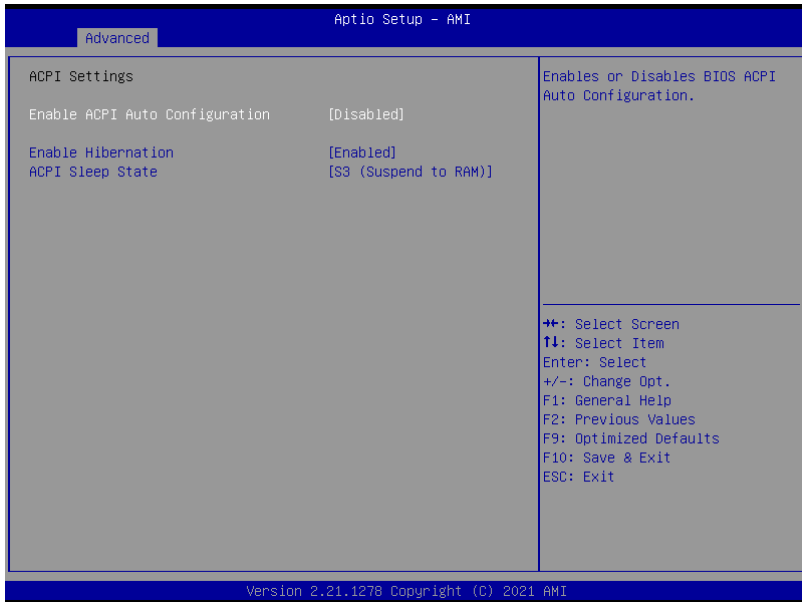 Aptio Setup – AMI
Advanced
ACPI Settings
Enable ACPI Auto Configuration [Disabled]
Enable Hibernation [Enabled]
ACPI Sleep State [S3 (Suspend to RAM)]
Enables or Disables BIOS ACPI
Auto Configuration.
→←: Select Screen
↑↓: Select Item
Enter: Select
+/-: Change Opt.
F1: General Help
F2: Previous Values
F9: Optimized Defaults
F10: Save & Exit
ESC: Exit
Version 2.21.1278 Copyright (C) 2021 AMI